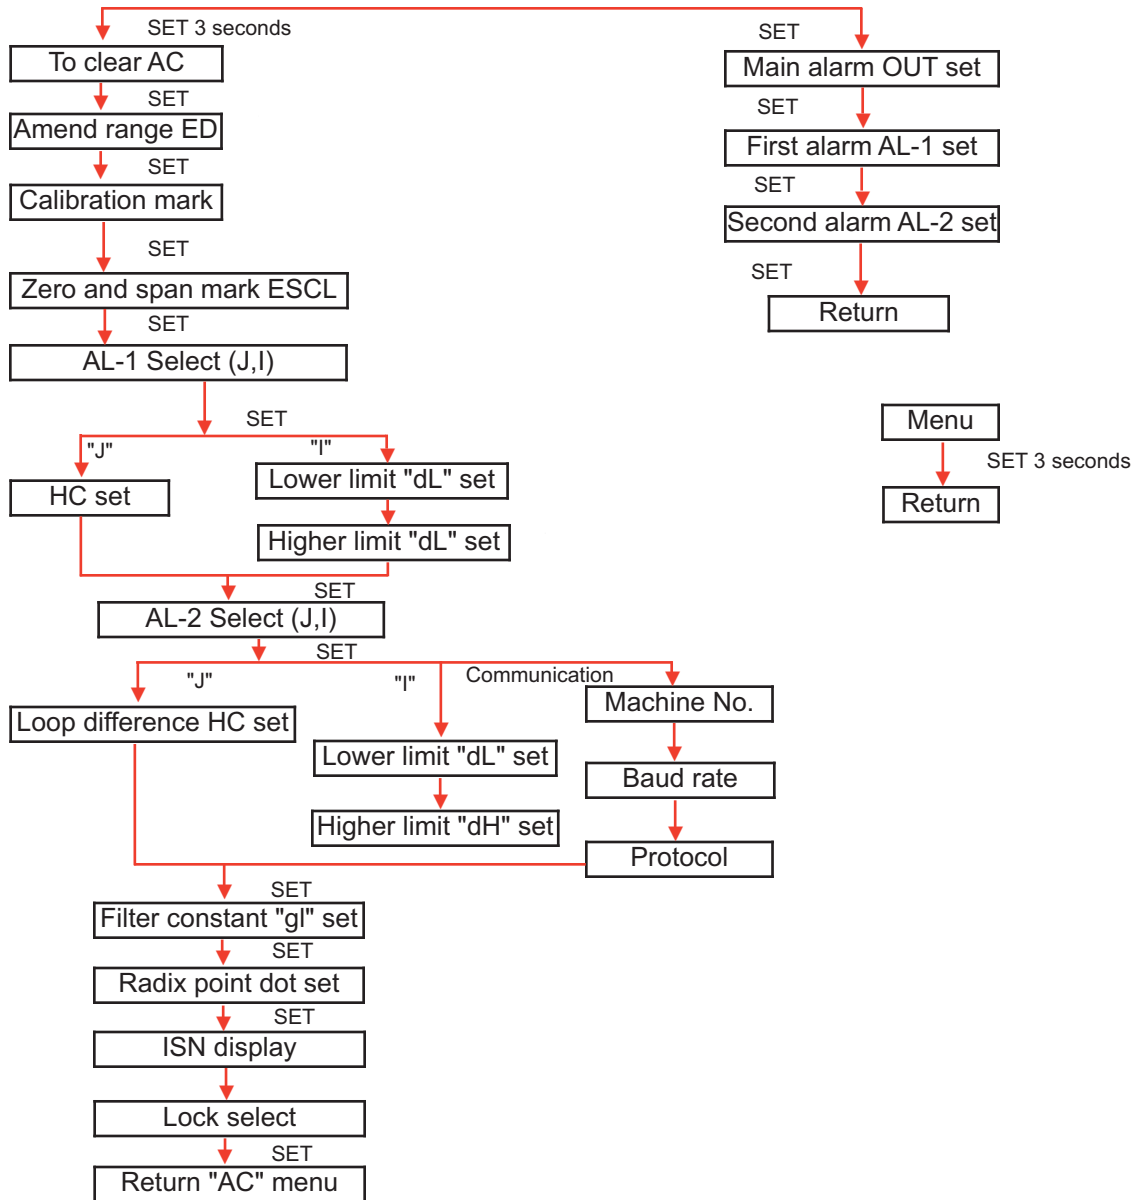 SET 3 seconds
To clear AC
SET
Amend range ED
SET
Calibration mark
SET
Zero and span mark ESCL
SET
AL-1 Select (J,I)
SET
"J"
"I"
HC set
Lower limit "dL" set
Higher limit "dL" set
SET
AL-2 Select (J,I)
SET
"J"
"I"
Communication
Loop difference HC set
Lower limit "dL" set
Higher limit "dH" set
Machine No.
Baud rate
Protocol
SET
Filter constant "gl" set
SET
Radix point dot set
SET
ISN display
Lock select
SET
Return "AC" menu
SET
Main alarm OUT set
SET
First alarm AL-1 set
SET
Second alarm AL-2 set
SET
Return
Menu
SET 3 seconds
Return